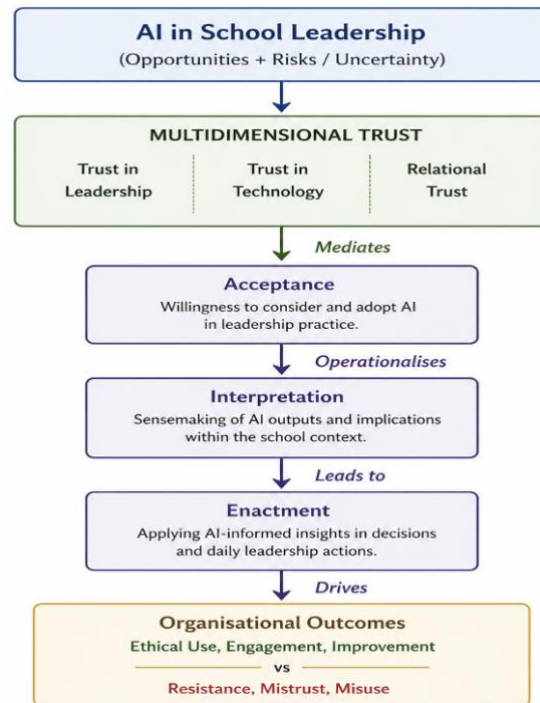 AI in School Leadership
(Opportunities + Risks / Uncertainty)
MULTIDIMENSIONAL TRUST
Trust in
Leadership
Trust in
Technology
Relational
Trust
Mediates
Acceptance
Willingness to consider and adopt AI
in leadership practice.
Operationalises
Interpretation
Sensemaking of AI outputs and implications
within the school context.
Leads to
Enactment
Applying AI-informed insights in decisions
and daily leadership actions.
Drives
Organisational Outcomes
Ethical Use, Engagement, Improvement
vs
Resistance, Mistrust, Misuse